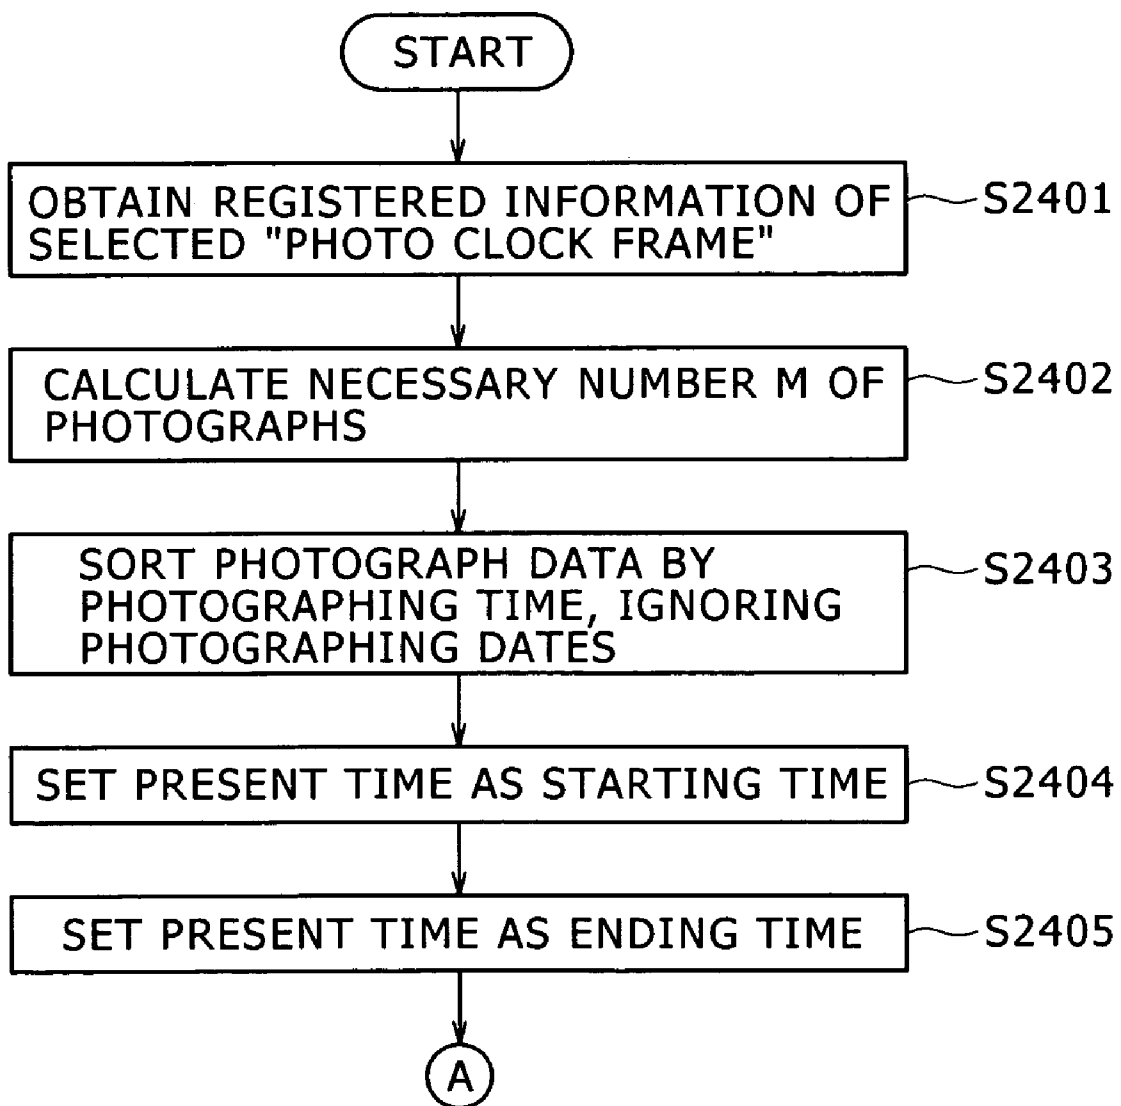 START
OBTAIN REGISTERED INFORMATION OF
SELECTED "PHOTO CLOCK FRAME"
S2401
CALCULATE NECESSARY NUMBER M OF
PHOTOGRAPHS
S2402
SORT PHOTOGRAPH DATA BY
PHOTOGRAPHING TIME, IGNORING
PHOTOGRAPHING DATES
S2403
SET PRESENT TIME AS STARTING TIME
S2404
SET PRESENT TIME AS ENDING TIME
S2405
A